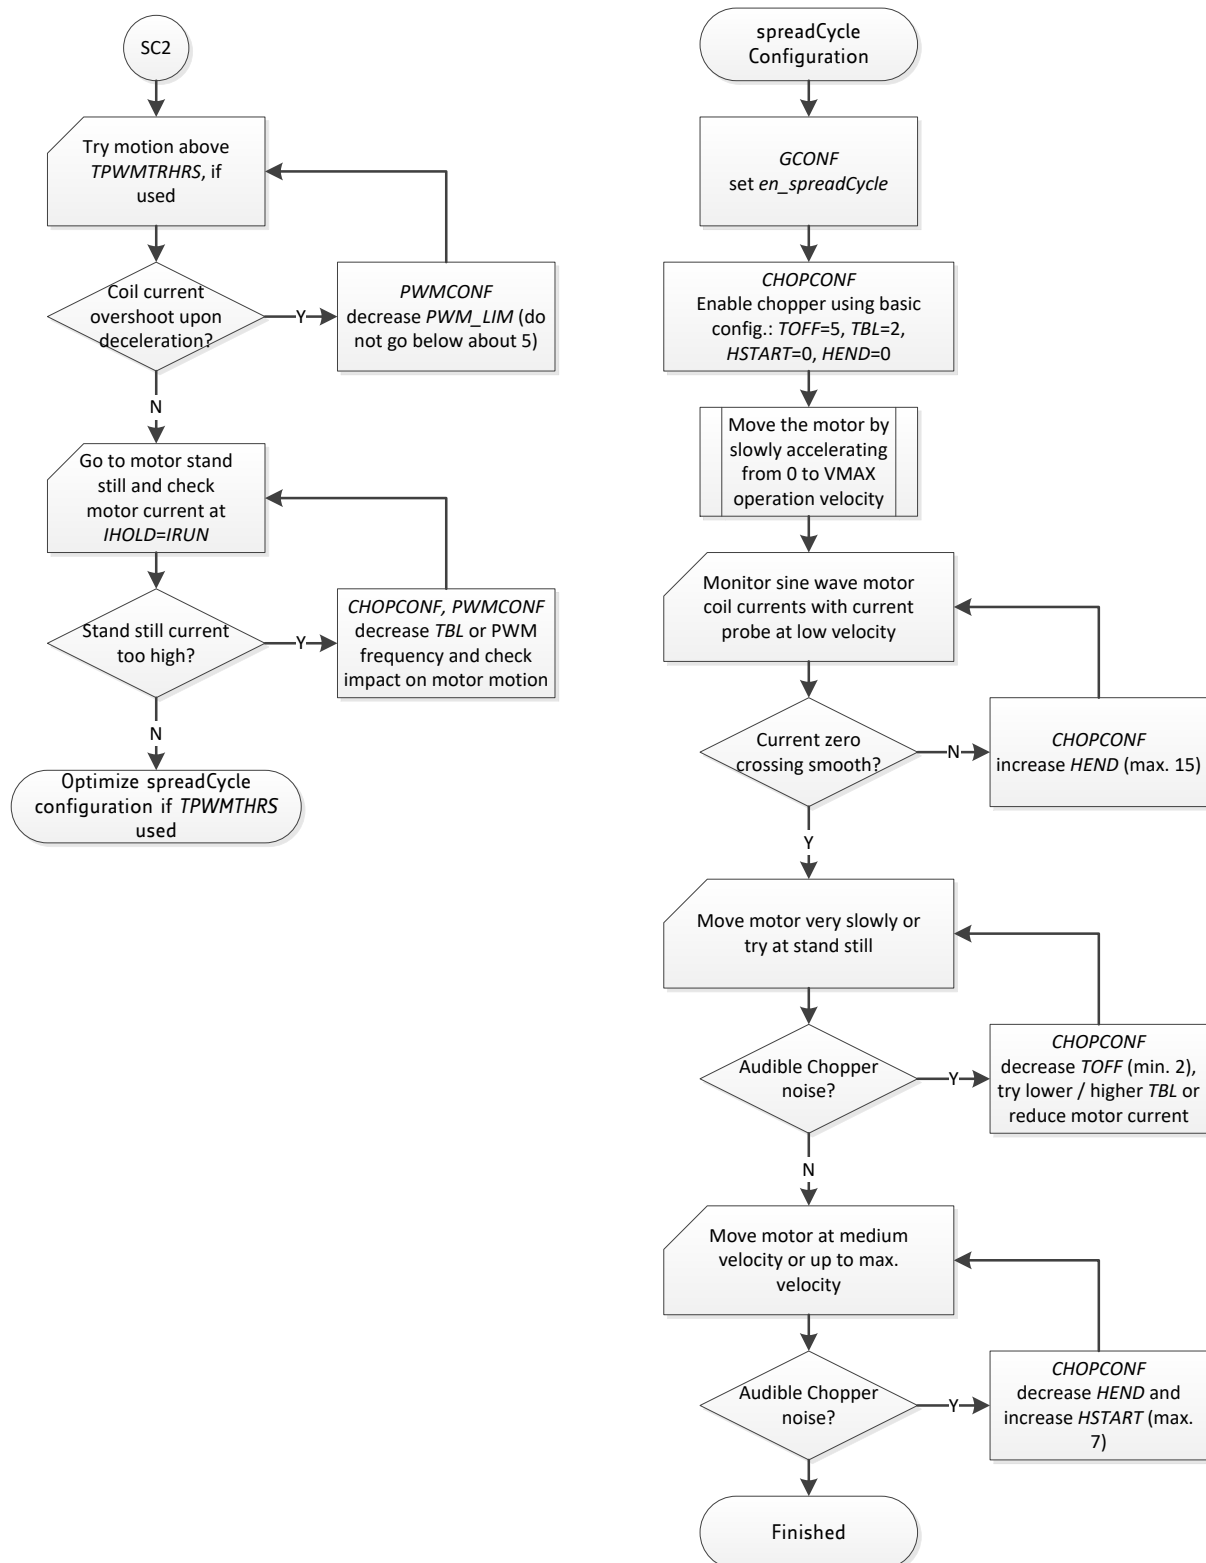 SC2
Try motion above
TPWMTRHRS, if
used
Coil current
overshoot upon
deceleration?
Y
PWMCONF
decrease PWM_LIM (do
not go below about 5)
N
Go to motor stand
still and check
motor current at
IHOLD=IRUN
Stand still current
too high?
Y
CHOPCONF, PWMCONF
decrease TBL or PWM
frequency and check
impact on motor motion
N
Optimize spreadCycle
configuration if TPWMTHRS
used
spreadCycle
Configuration
GCONF
set en_spreadCycle
CHOPCONF
Enable chopper using basic
config.: TOFF=5, TBL=2,
HSTART=0, HEND=0
Move the motor by
slowly accelerating
from 0 to VMAX
operation velocity
Monitor sine wave motor
coil currents with current
probe at low velocity
Current zero
crossing smooth?
N
CHOPCONF
increase HEND (max. 15)
Y
Move motor very slowly or
try at stand still
Audible Chopper
noise?
Y
CHOPCONF
decrease TOFF (min. 2),
try lower / higher TBL or
reduce motor current
N
Move motor at medium
velocity or up to max.
velocity
Audible Chopper
noise?
Y
CHOPCONF
decrease HEND and
increase HSTART (max.
7)
Finished